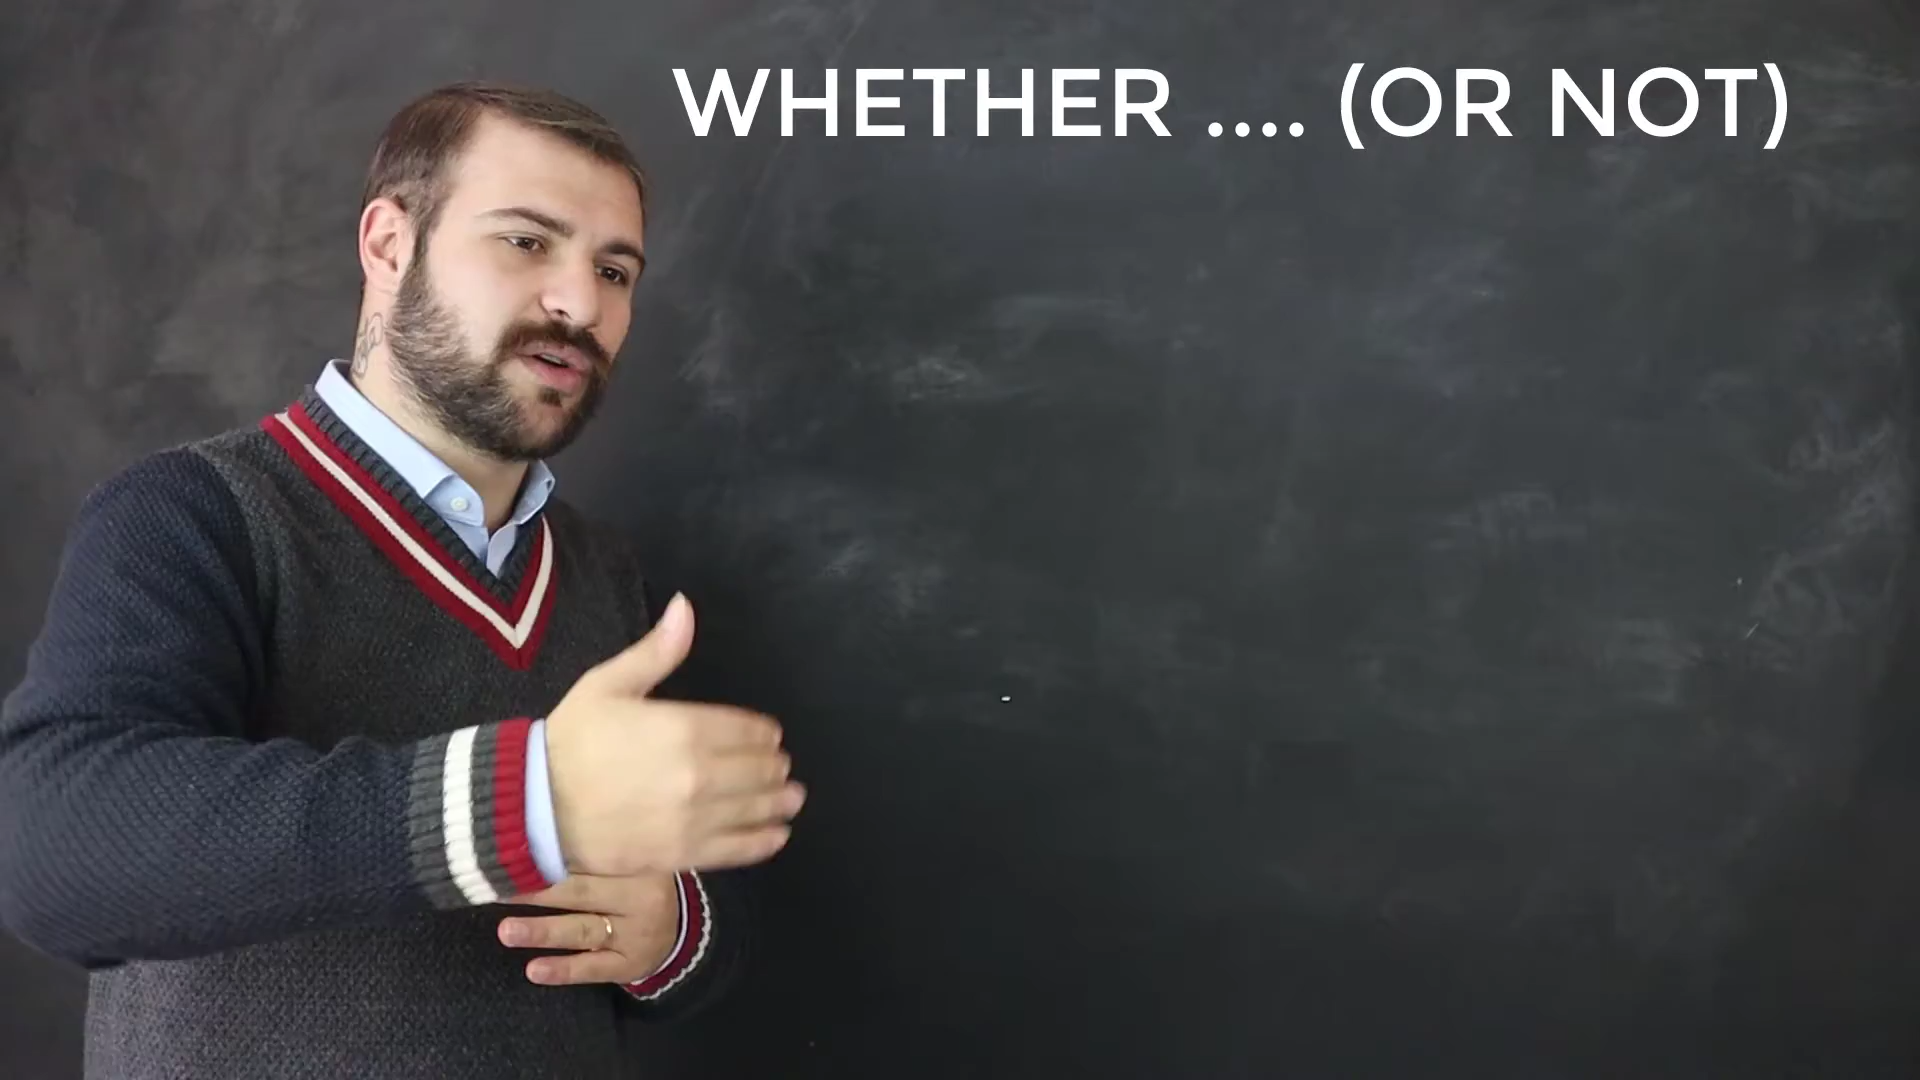 WHETHER .... (OR NOT)